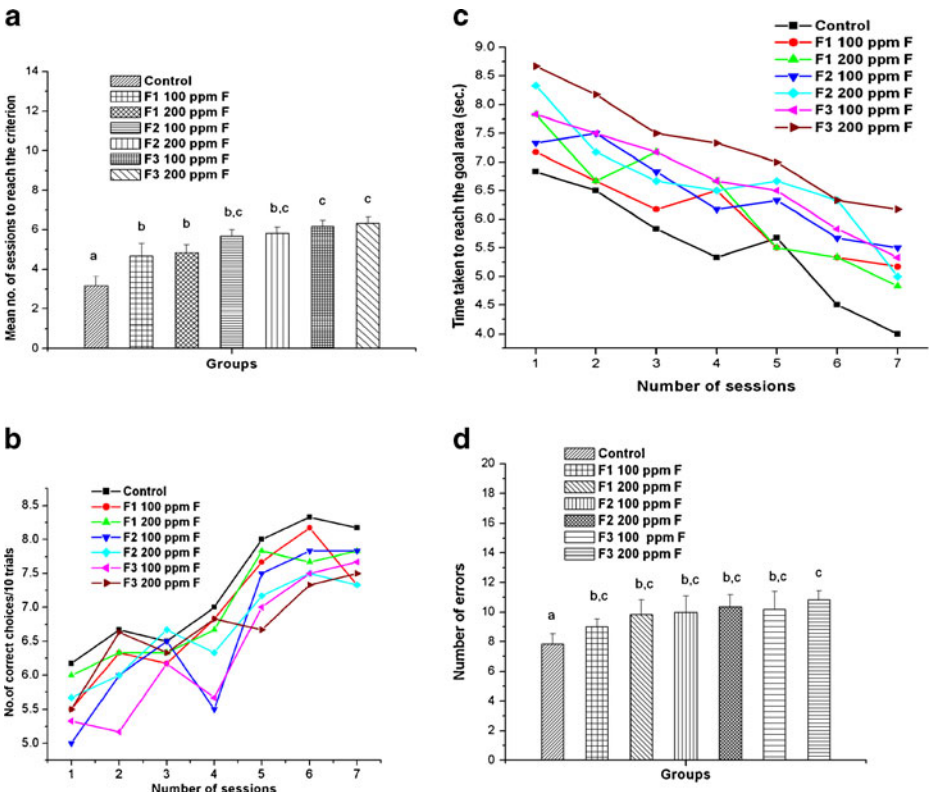 a
Mean no. of sessions to reach the criterion
14
12
10
8
6
4
2
0
Control
F1 100 ppm F
F1 200 ppm F
F2 100 ppm F
F2 200 ppm F
F3 100 ppm F
F3 200 ppm F
a
b
b
b,c
b,c
c
c
Groups
c
Time taken to reach the goal area (sec.)
9.0
8.5
8.0
7.5
7.0
6.5
6.0
5.5
5.0
4.5
4.0
Control
F1 100 ppm F
F1 200 ppm F
F2 100 ppm F
F2 200 ppm F
F3 100 ppm F
F3 200 ppm F
1 2 3 4 5 6 7
Number of sessions
b
No.of correct choices/10 trials
8.5
8.0
7.5
7.0
6.5
6.0
5.5
5.0
Control
F1 100 ppm F
F1 200 ppm F
F2 100 ppm F
F2 200 ppm F
F3 100 ppm F
F3 200 ppm F
1 2 3 4 5 6 7
Number of sessions
d
Number of errors
20
18
16
14
12
10
8
6
4
2
0
Control
F1 100 ppm F
F1 200 ppm F
F2 100 ppm F
F2 200 ppm F
F3 100 ppm F
F3 200 ppm F
a
b,c
b,c
b,c
b,c
b,c
c
Groups